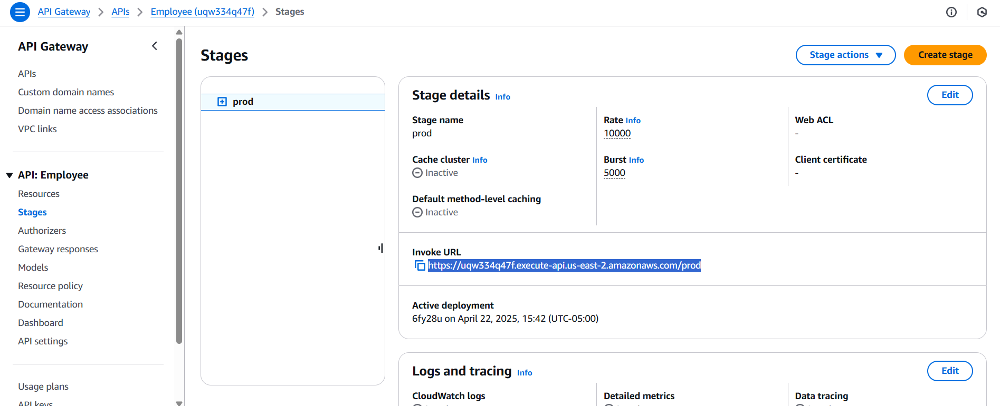 API Gateway > APIs > Employee (uqw334q47f) > Stages
API Gateway
APIs
Custom domain names
Domain name access associations
VPC links
API: Employee
Resources
Stages
Authorizers
Gateway responses
Models
Resource policy
Documentation
Dashboard
API settings
Usage plans
API keys
Stages
Stage actions
Create stage
prod
Stage details Info
Edit
Stage name
prod
Cache cluster Info
Inactive
Default method-level caching
Inactive
Rate Info
10000
Burst Info
5000
Web ACL
-
Client certificate
-
Invoke URL
https://uqw334q47f.execute-api.us-east-2.amazonaws.com/prod
Active deployment
6fy28u on April 22, 2025, 15:42 (UTC-05:00)
Logs and tracing Info
Edit
CloudWatch logs
Detailed metrics
Data tracing